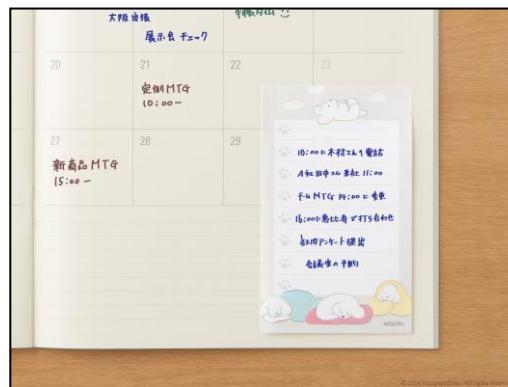 大阪出張
展示会チェック
20
21
22
23
定例MTG
10:00-
27
28
29
新商品MTG
15:00-
10:00に木村さんへ電話
A社田中さん来社 11:00
チームMTG 14:00に変更
16:00に恵比寿で打ち合わせ
社内アンケート提出
会議室の予約
MIDORI